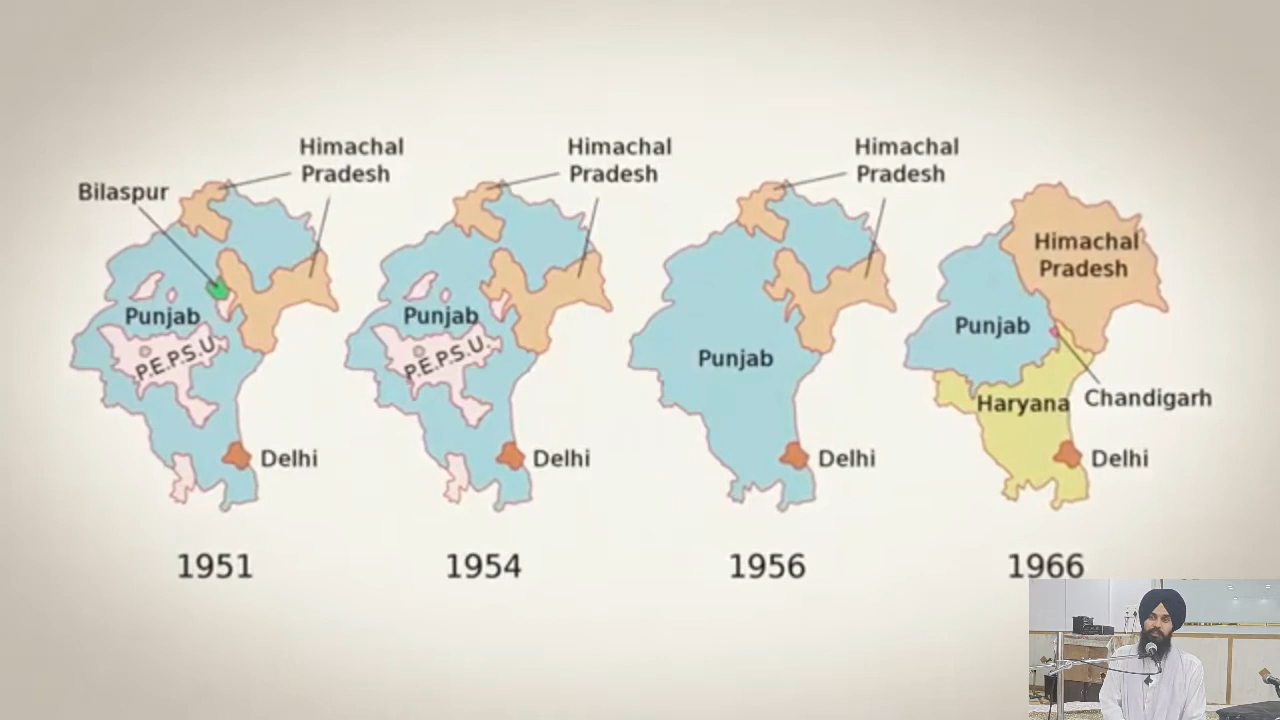 Himachal
Pradesh
Bilaspur
Punjab
P.E.P.S.U.
Delhi
1951
Himachal
Pradesh
Punjab
P.E.P.S.U.
Delhi
1954
Himachal
Pradesh
Punjab
Delhi
1956
Himachal
Pradesh
Punjab
Haryana
Chandigarh
Delhi
1966